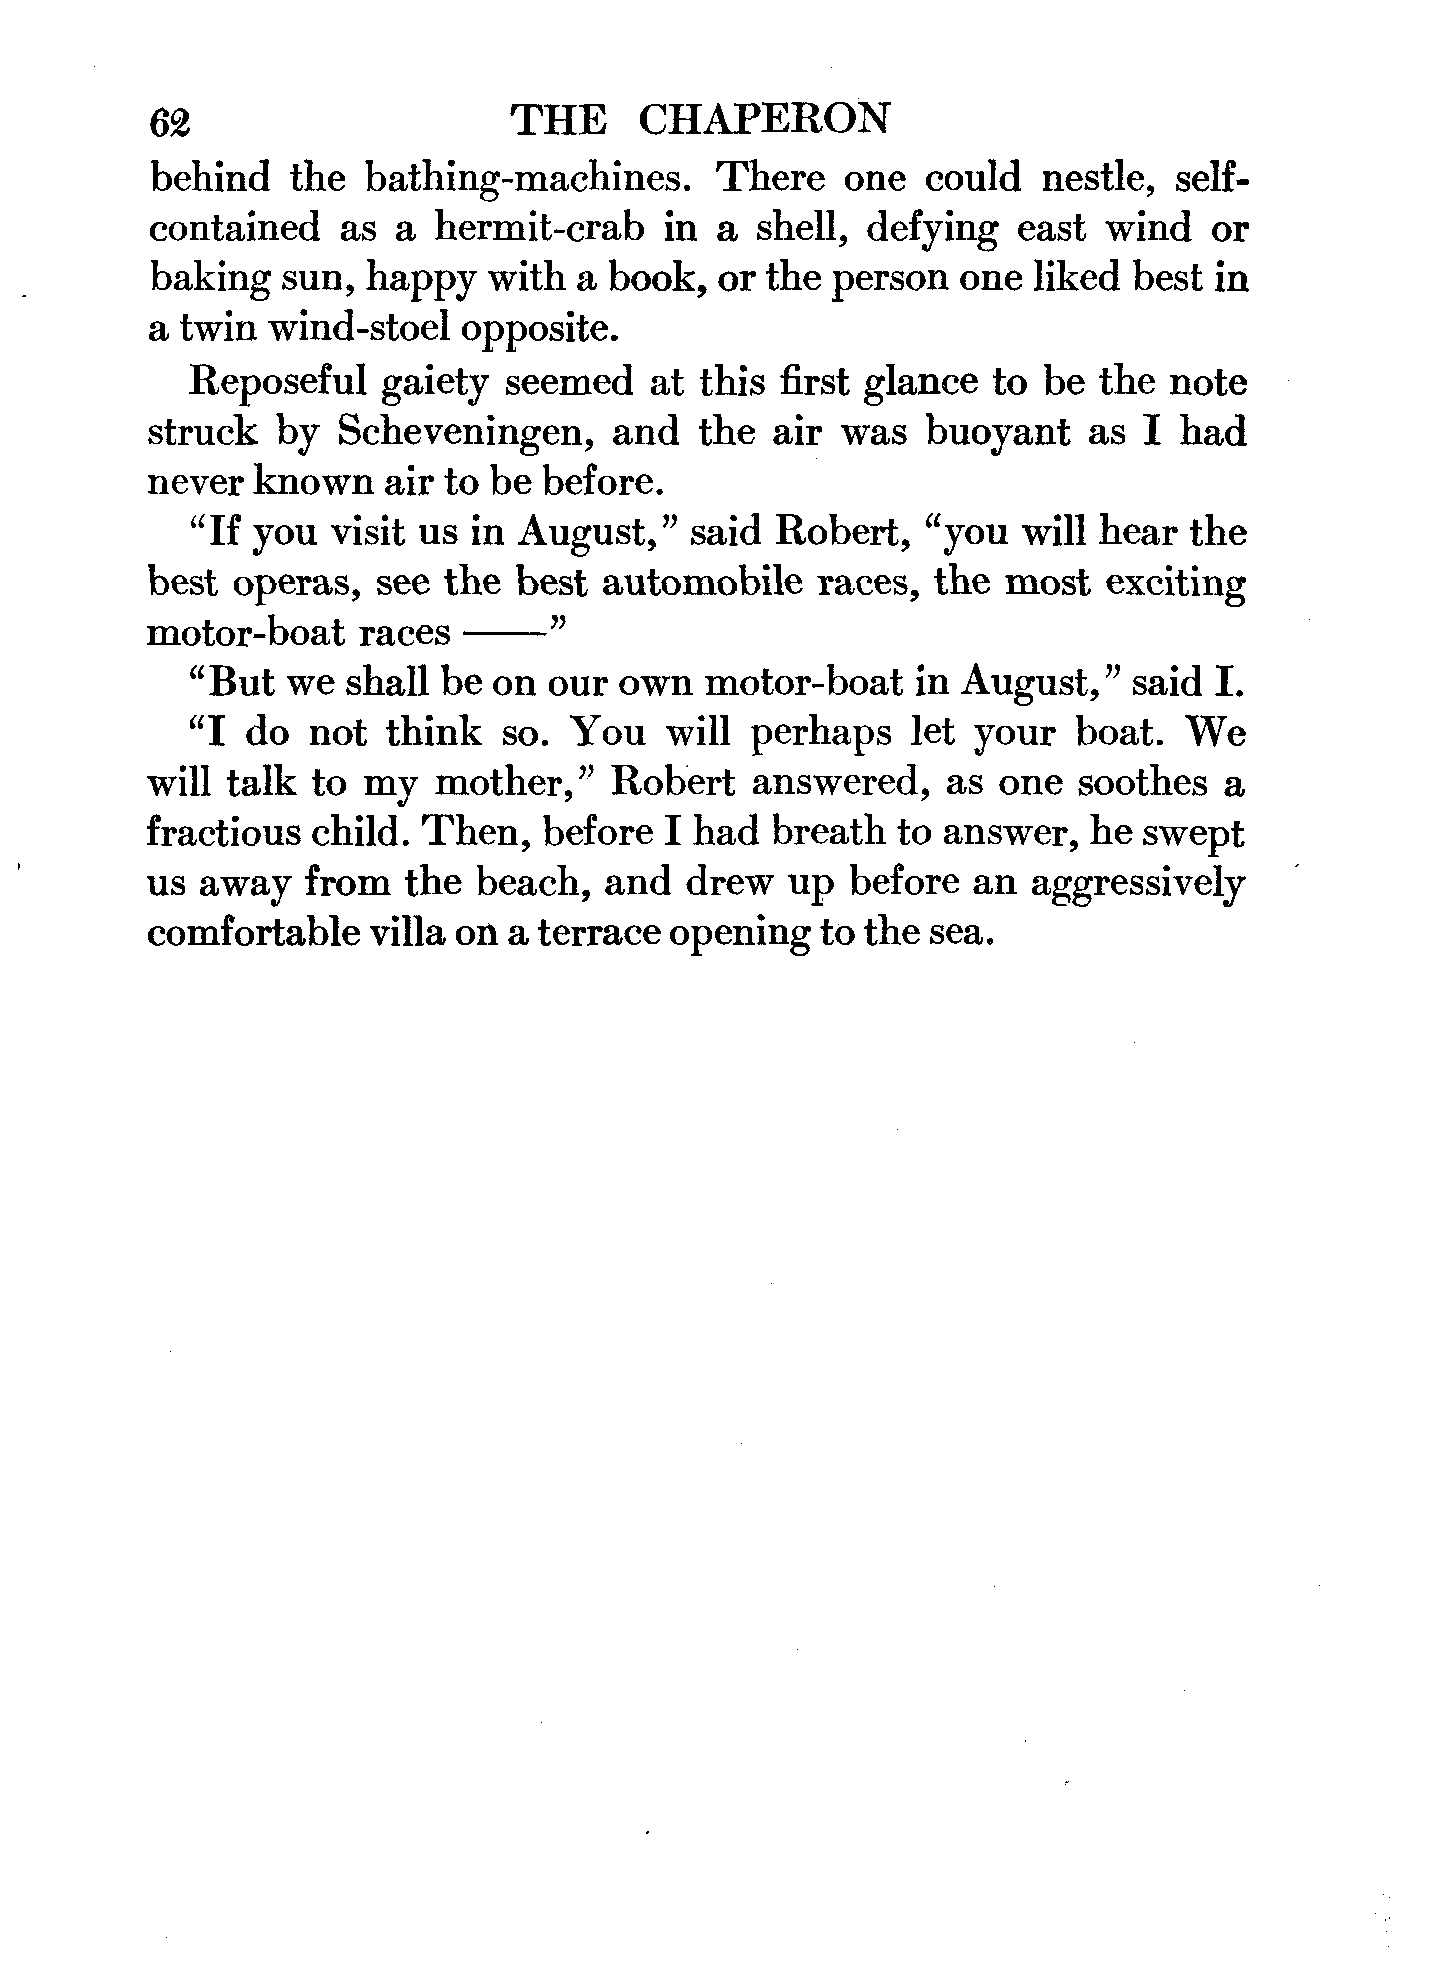 62 THE CHAPERON
behind the bathing-machines. There one could nestle, self-
contained as a hermit-crab in a shell, defying east wind or
baking sun, happy with a book, or the person one liked best in
a twin wind-stoel opposite.
Reposeful gaiety seemed at this first glance to be the note
struck by Scheveningen, and the air was buoyant as I had
never known air to be before.
“If you visit us in August,” said Robert, “you will hear the
best operas, see the best automobile races, the most exciting
motor-boat races ——”
“But we shall be on our own motor-boat in August,” said I.
“I do not think so. You will perhaps let your boat. We
will talk to my mother,” Robert answered, as one soothes a
fractious child. Then, before I had breath to answer, he swept
us away from the beach, and drew up before an aggressively
comfortable villa on a terrace opening to the sea.